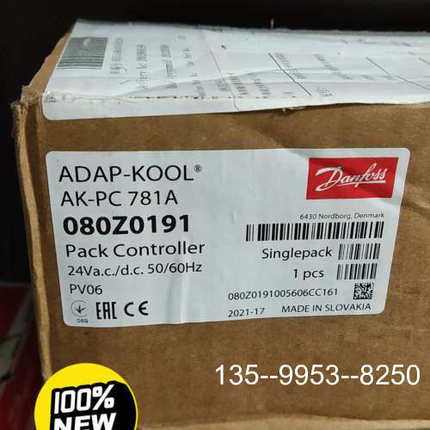 ADAP-KOOL®
AK-PC 781A
080Z0191
Pack Controller
24Va.c./d.c. 50/60Hz
PV06
EAC CE
Danfoss
6430 Nordborg, Denmark
Singlepack
1 pcs
080Z0191005606CC161
2021-17 MADE IN SLOVAKIA
135--9953--8250
100%
NEW